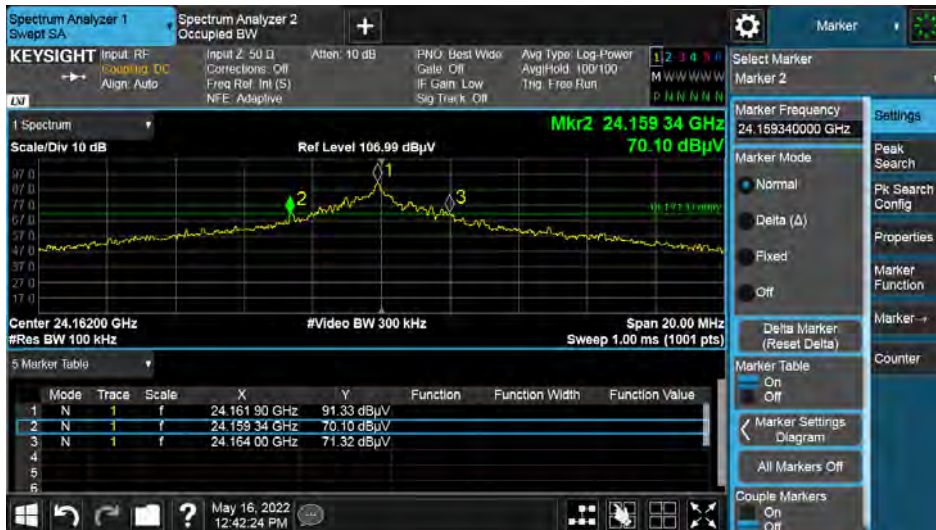 Spectrum Analyzer 1
Swept SA
Spectrum Analyzer 2
Occupied BW
+
Marker
KEYSIGHT
Input: RF
Coupling: DC
Align: Auto
Input Z: 50 Ω
Corrections: Off
Freq Ref: Int (S)
NFE: Adaptive
Atten: 10 dB
PNO: Best Wide
Gate: Off
IF Gain: Low
Sig Track: Off
Avg Type: Log-Power
Avg|Hold: 100/100
Trig: Free Run
1 2 3 4 5 6
M W W W W W
P N N N N N
LXI
Select Marker
Marker 2
Marker Frequency
24.159340000 GHz
Marker Mode
Normal
Delta (Δ)
Fixed
Off
Delta Marker
(Reset Delta)
Marker Table
On
Off
Marker Settings
Diagram
All Markers Off
Couple Markers
On
Off
Settings
Peak
Search
Pk Search
Config
Properties
Marker
Function
Marker→
Counter
1 Spectrum
Scale/Div 10 dB
Ref Level 106.99 dBµV
Mkr2 24.159 34 GHz
70.10 dBµV
97.0
87.0
77.0
67.0
57.0
47.0
37.0
27.0
17.0
1
2
3
Center 24.16200 GHz
#Res BW 100 kHz
#Video BW 300 kHz
Span 20.00 MHz
Sweep 1.00 ms (1001 pts)
5 Marker Table
Mode Trace Scale X Y Function Function Width Function Value
1 N 1 f 24.161 90 GHz 91.33 dBµV
2 N 1 f 24.159 34 GHz 70.10 dBµV
3 N 1 f 24.164 00 GHz 71.32 dBµV
4
5
6
?
May 16, 2022
12:42:24 PM